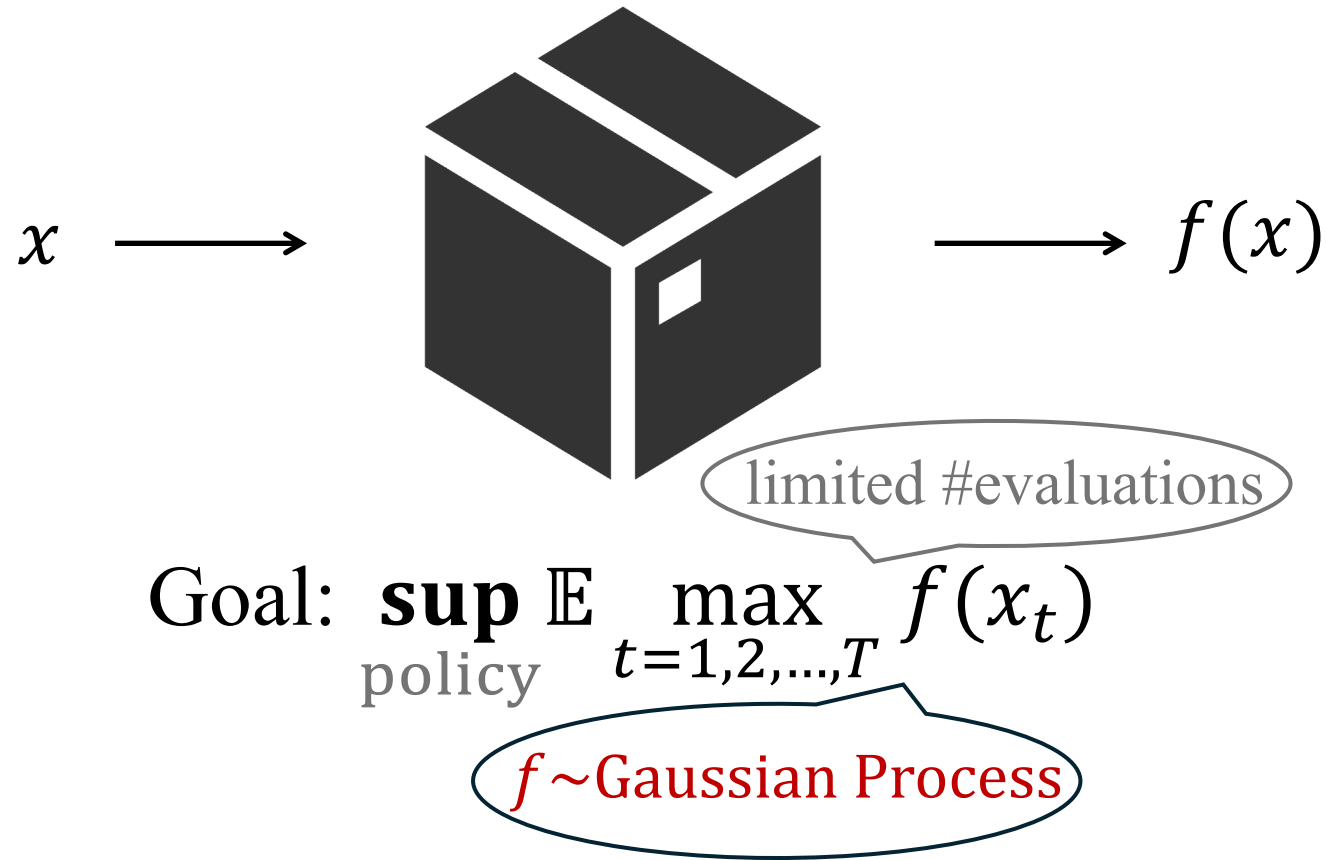 x
f(x)
limited #evaluations
Goal: sup 𝔼 max f(x_t)
policy t=1,2,...,T
f~Gaussian Process